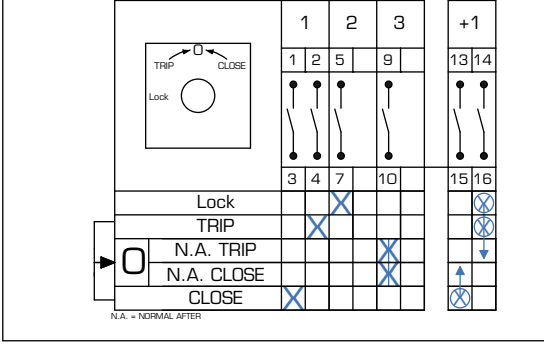 1 2 3 +1
1 2 5 9 13 14
0
TRIP CLOSE
Lock
3 4 7 10 15 16
Lock
TRIP
0 N.A. TRIP
N.A. CLOSE
CLOSE
N.A. = NORMAL AFTER